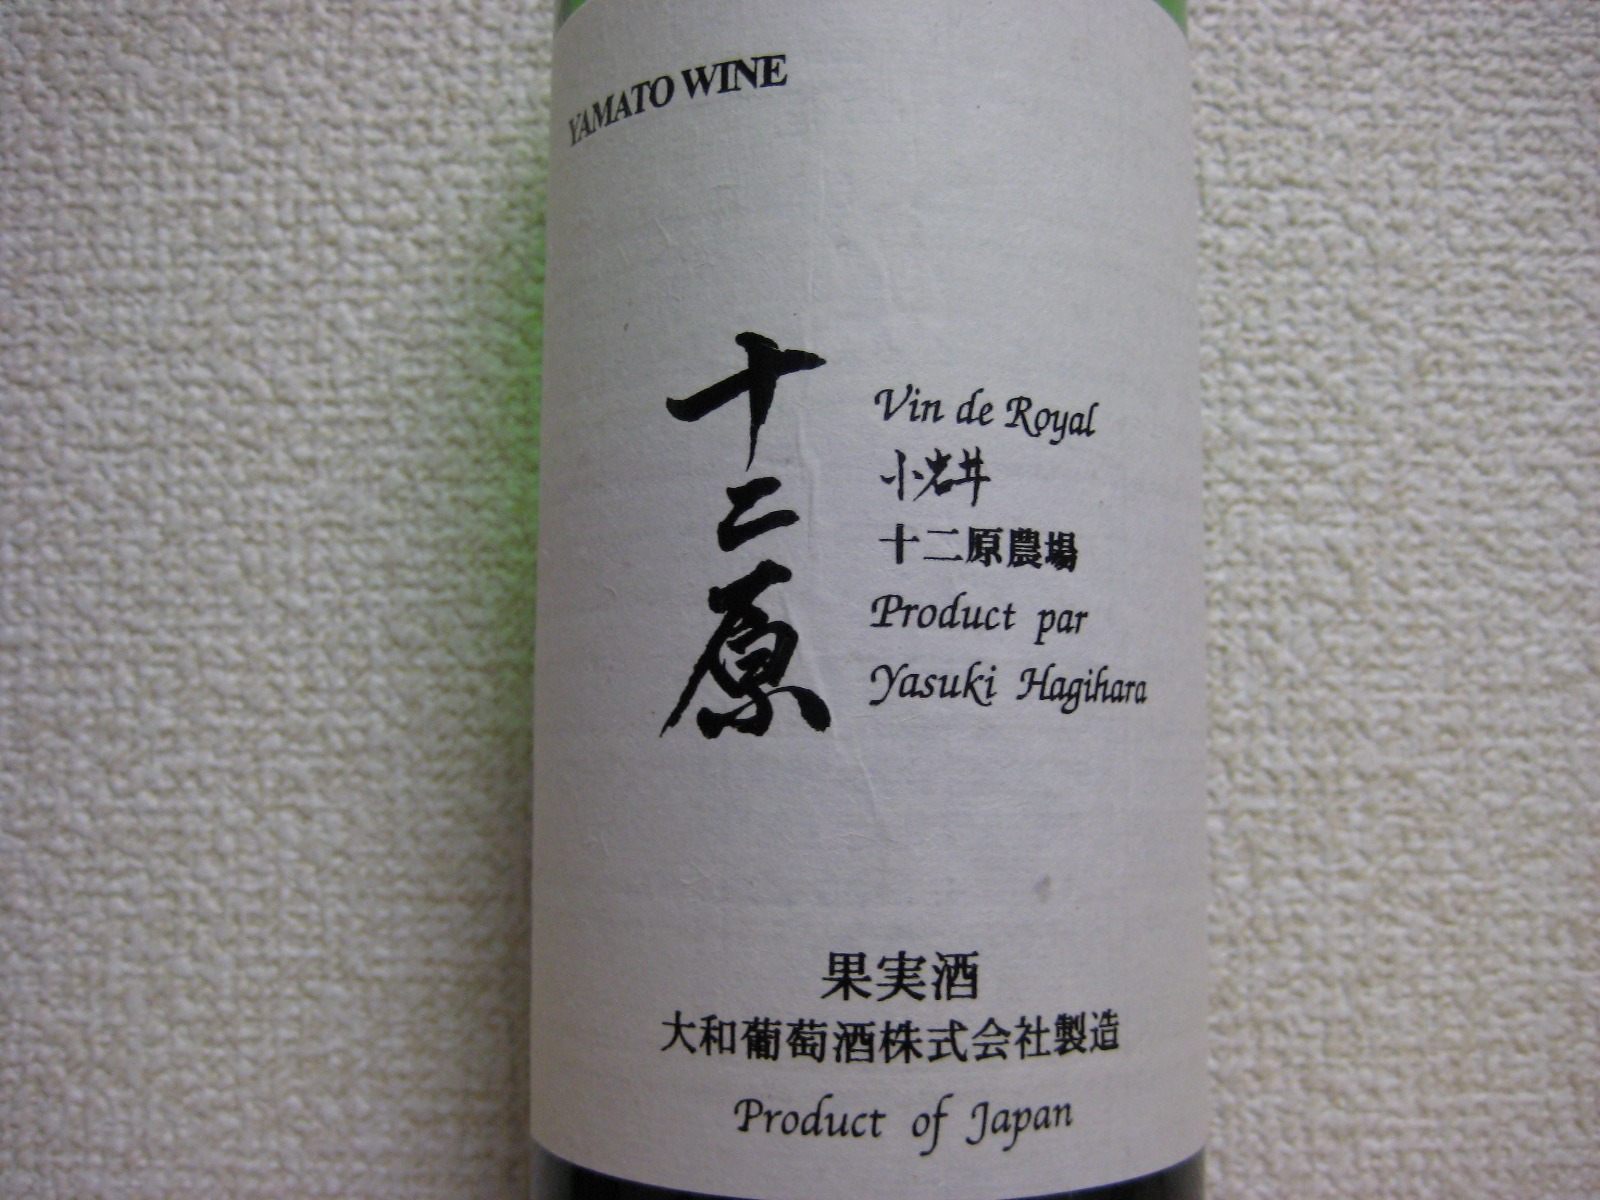 YAMATO WINE
十二原
Vin de Royal
小岩井
十二原農場
Product par
Yasuki Hagihara
果実酒
大和葡萄酒株式会社製造
Product of Japan